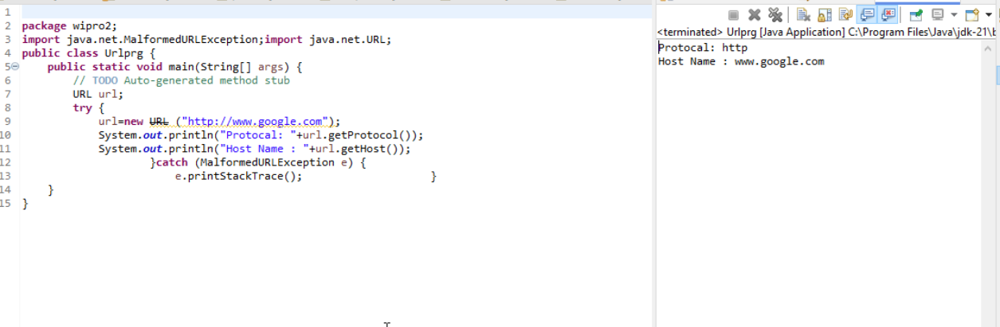 1
2 package wipro2;
3 import java.net.MalformedURLException;import java.net.URL;
4 public class Urlprg {
5 public static void main(String[] args) {
6 // TODO Auto-generated method stub
7 URL url;
8 try {
9 url=new URL ("http://www.google.com");
10 System.out.println("Protocal: "+url.getProtocol());
11 System.out.println("Host Name : "+url.getHost());
12 }catch (MalformedURLException e) {
13 e.printStackTrace(); }
14 }
15 }
<terminated> Urlprg [Java Application] C:\Program Files\Java\jdk-21\b
Protocal: http
Host Name : www.google.com